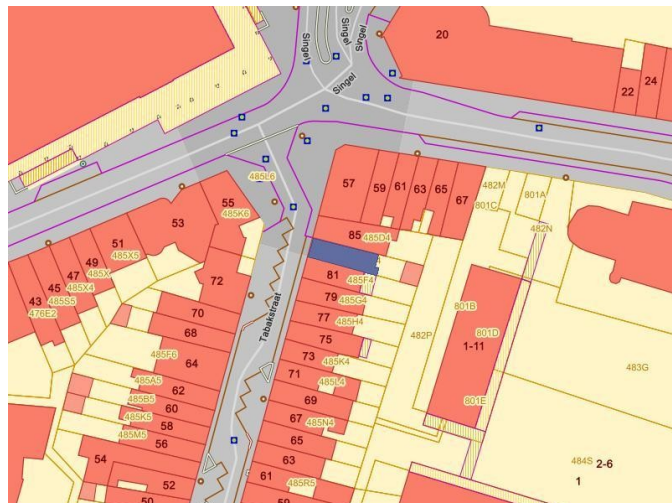 Singel
Singel
Singel
Singel
20
22
24
485L6
57
59
61
63
65
67
482M
801C
801A
482N
55
485K6
53
51
485X5
49
485X
47
485X4
45
485S5
43
476E2
85
485D4
81
485F4
79
485G4
77
485H4
75
73
485K4
71
485L4
69
67
485N4
65
63
61
485R5
59
72
70
68
485F6
64
485A5
62
485B5
60
485K5
58
485M5
56
54
52
50
Tabakstraat
482P
801B
801D
1-11
801E
483G
484S
2-6
1